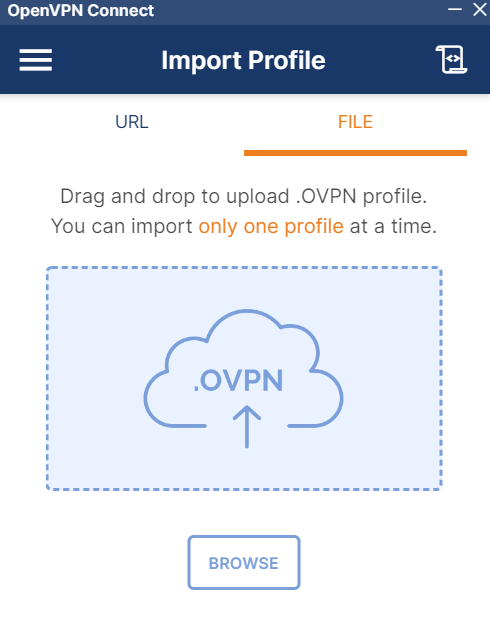 OpenVPN Connect
Import Profile
URL
FILE
Drag and drop to upload .OVPN profile.
You can import only one profile at a time.
.OVPN
BROWSE